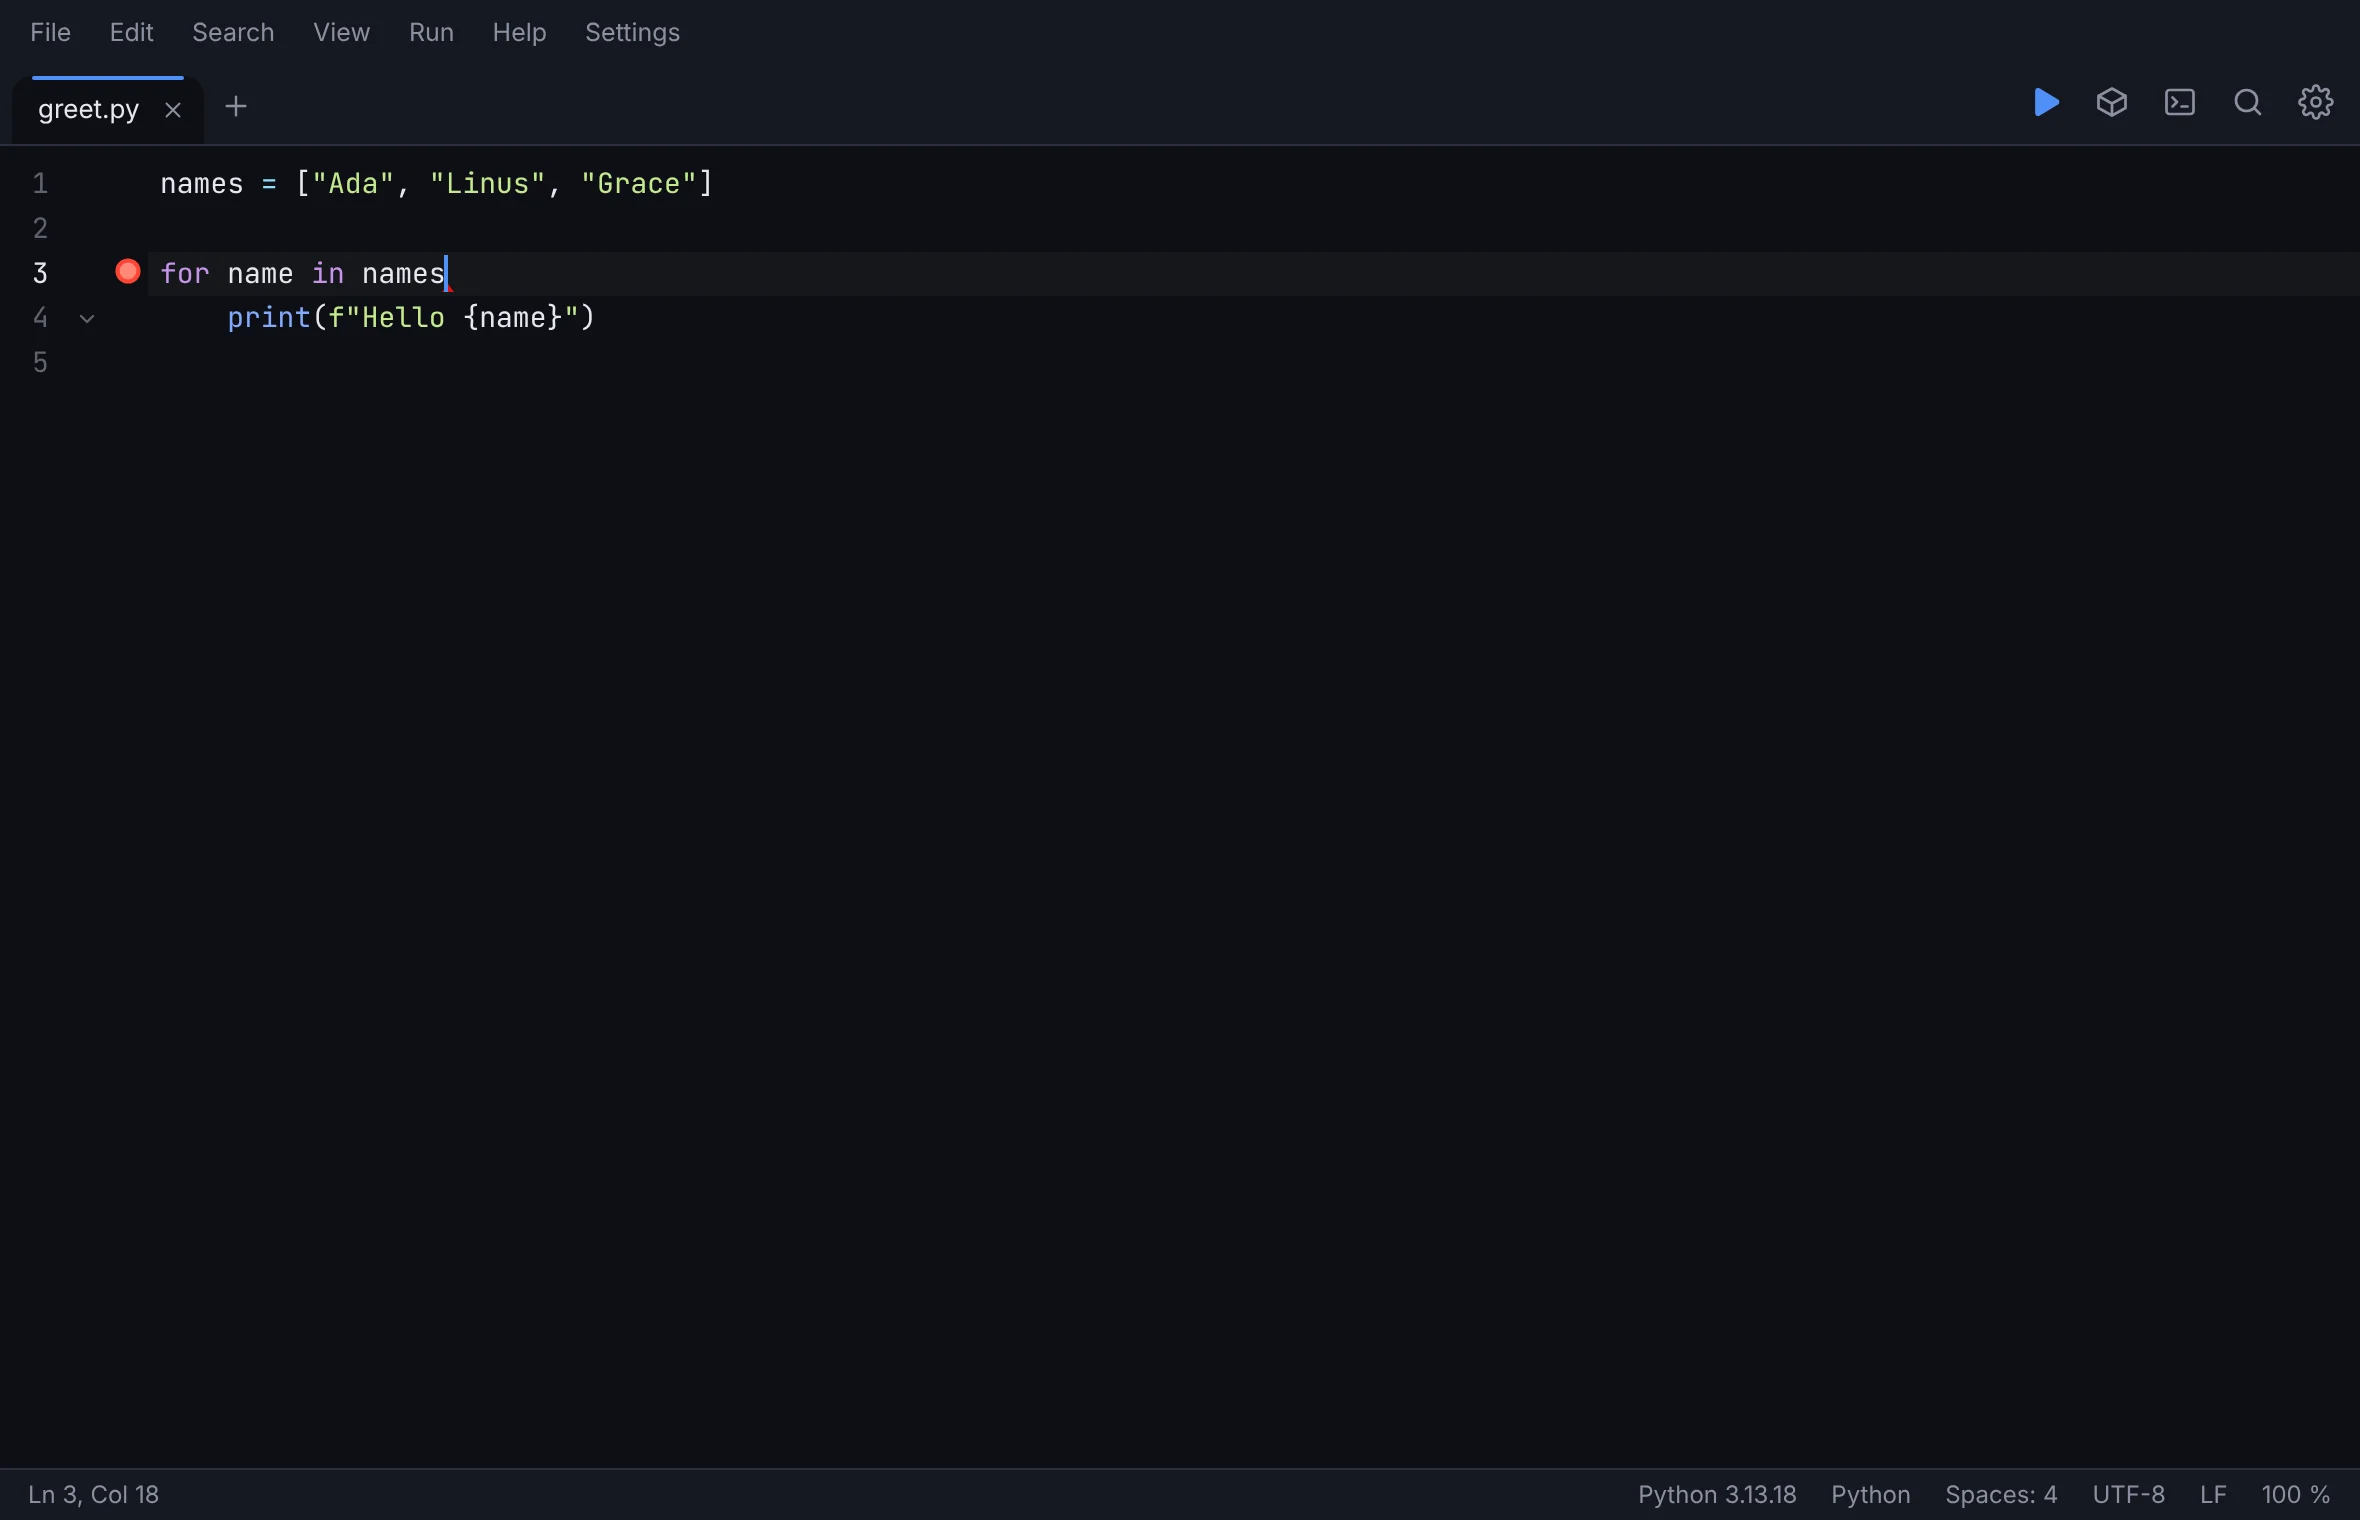 File Edit Search View Run Help Settings
greet.py
1 names = ["Ada", "Linus", "Grace"]
2
3 for name in names
4     print(f"Hello {name}")
5
Ln 3, Col 18 Python 3.13.18 Python Spaces: 4 UTF-8 LF 100 %